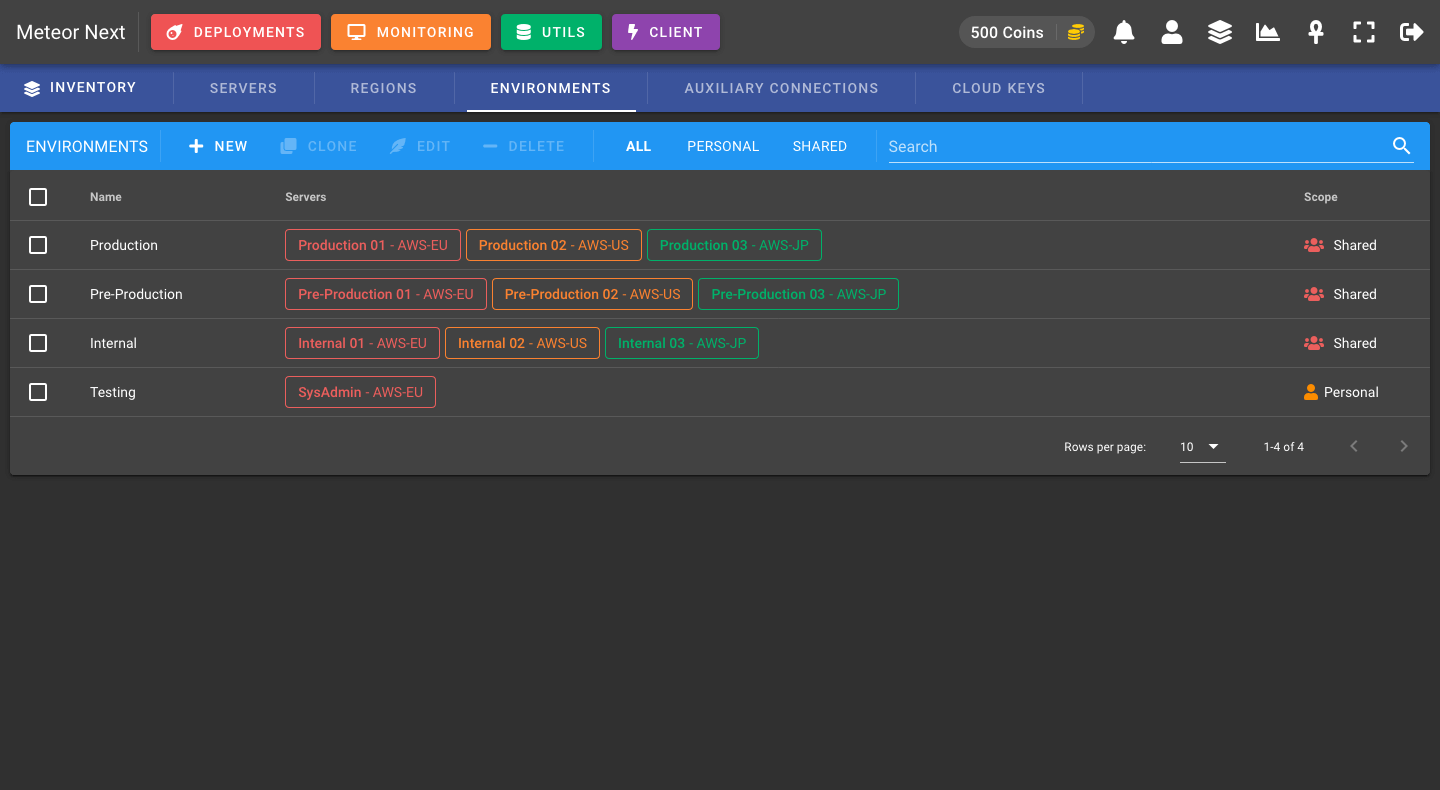 Meteor Next DEPLOYMENTS MONITORING UTILS CLIENT 500 Coins
INVENTORY SERVERS REGIONS ENVIRONMENTS AUXILIARY CONNECTIONS CLOUD KEYS
ENVIRONMENTS NEW CLONE EDIT DELETE ALL PERSONAL SHARED Search
Name Servers Scope
Production Production 01 - AWS-EU Production 02 - AWS-US Production 03 - AWS-JP Shared
Pre-Production Pre-Production 01 - AWS-EU Pre-Production 02 - AWS-US Pre-Production 03 - AWS-JP Shared
Internal Internal 01 - AWS-EU Internal 02 - AWS-US Internal 03 - AWS-JP Shared
Testing SysAdmin - AWS-EU Personal
Rows per page: 10 1-4 of 4